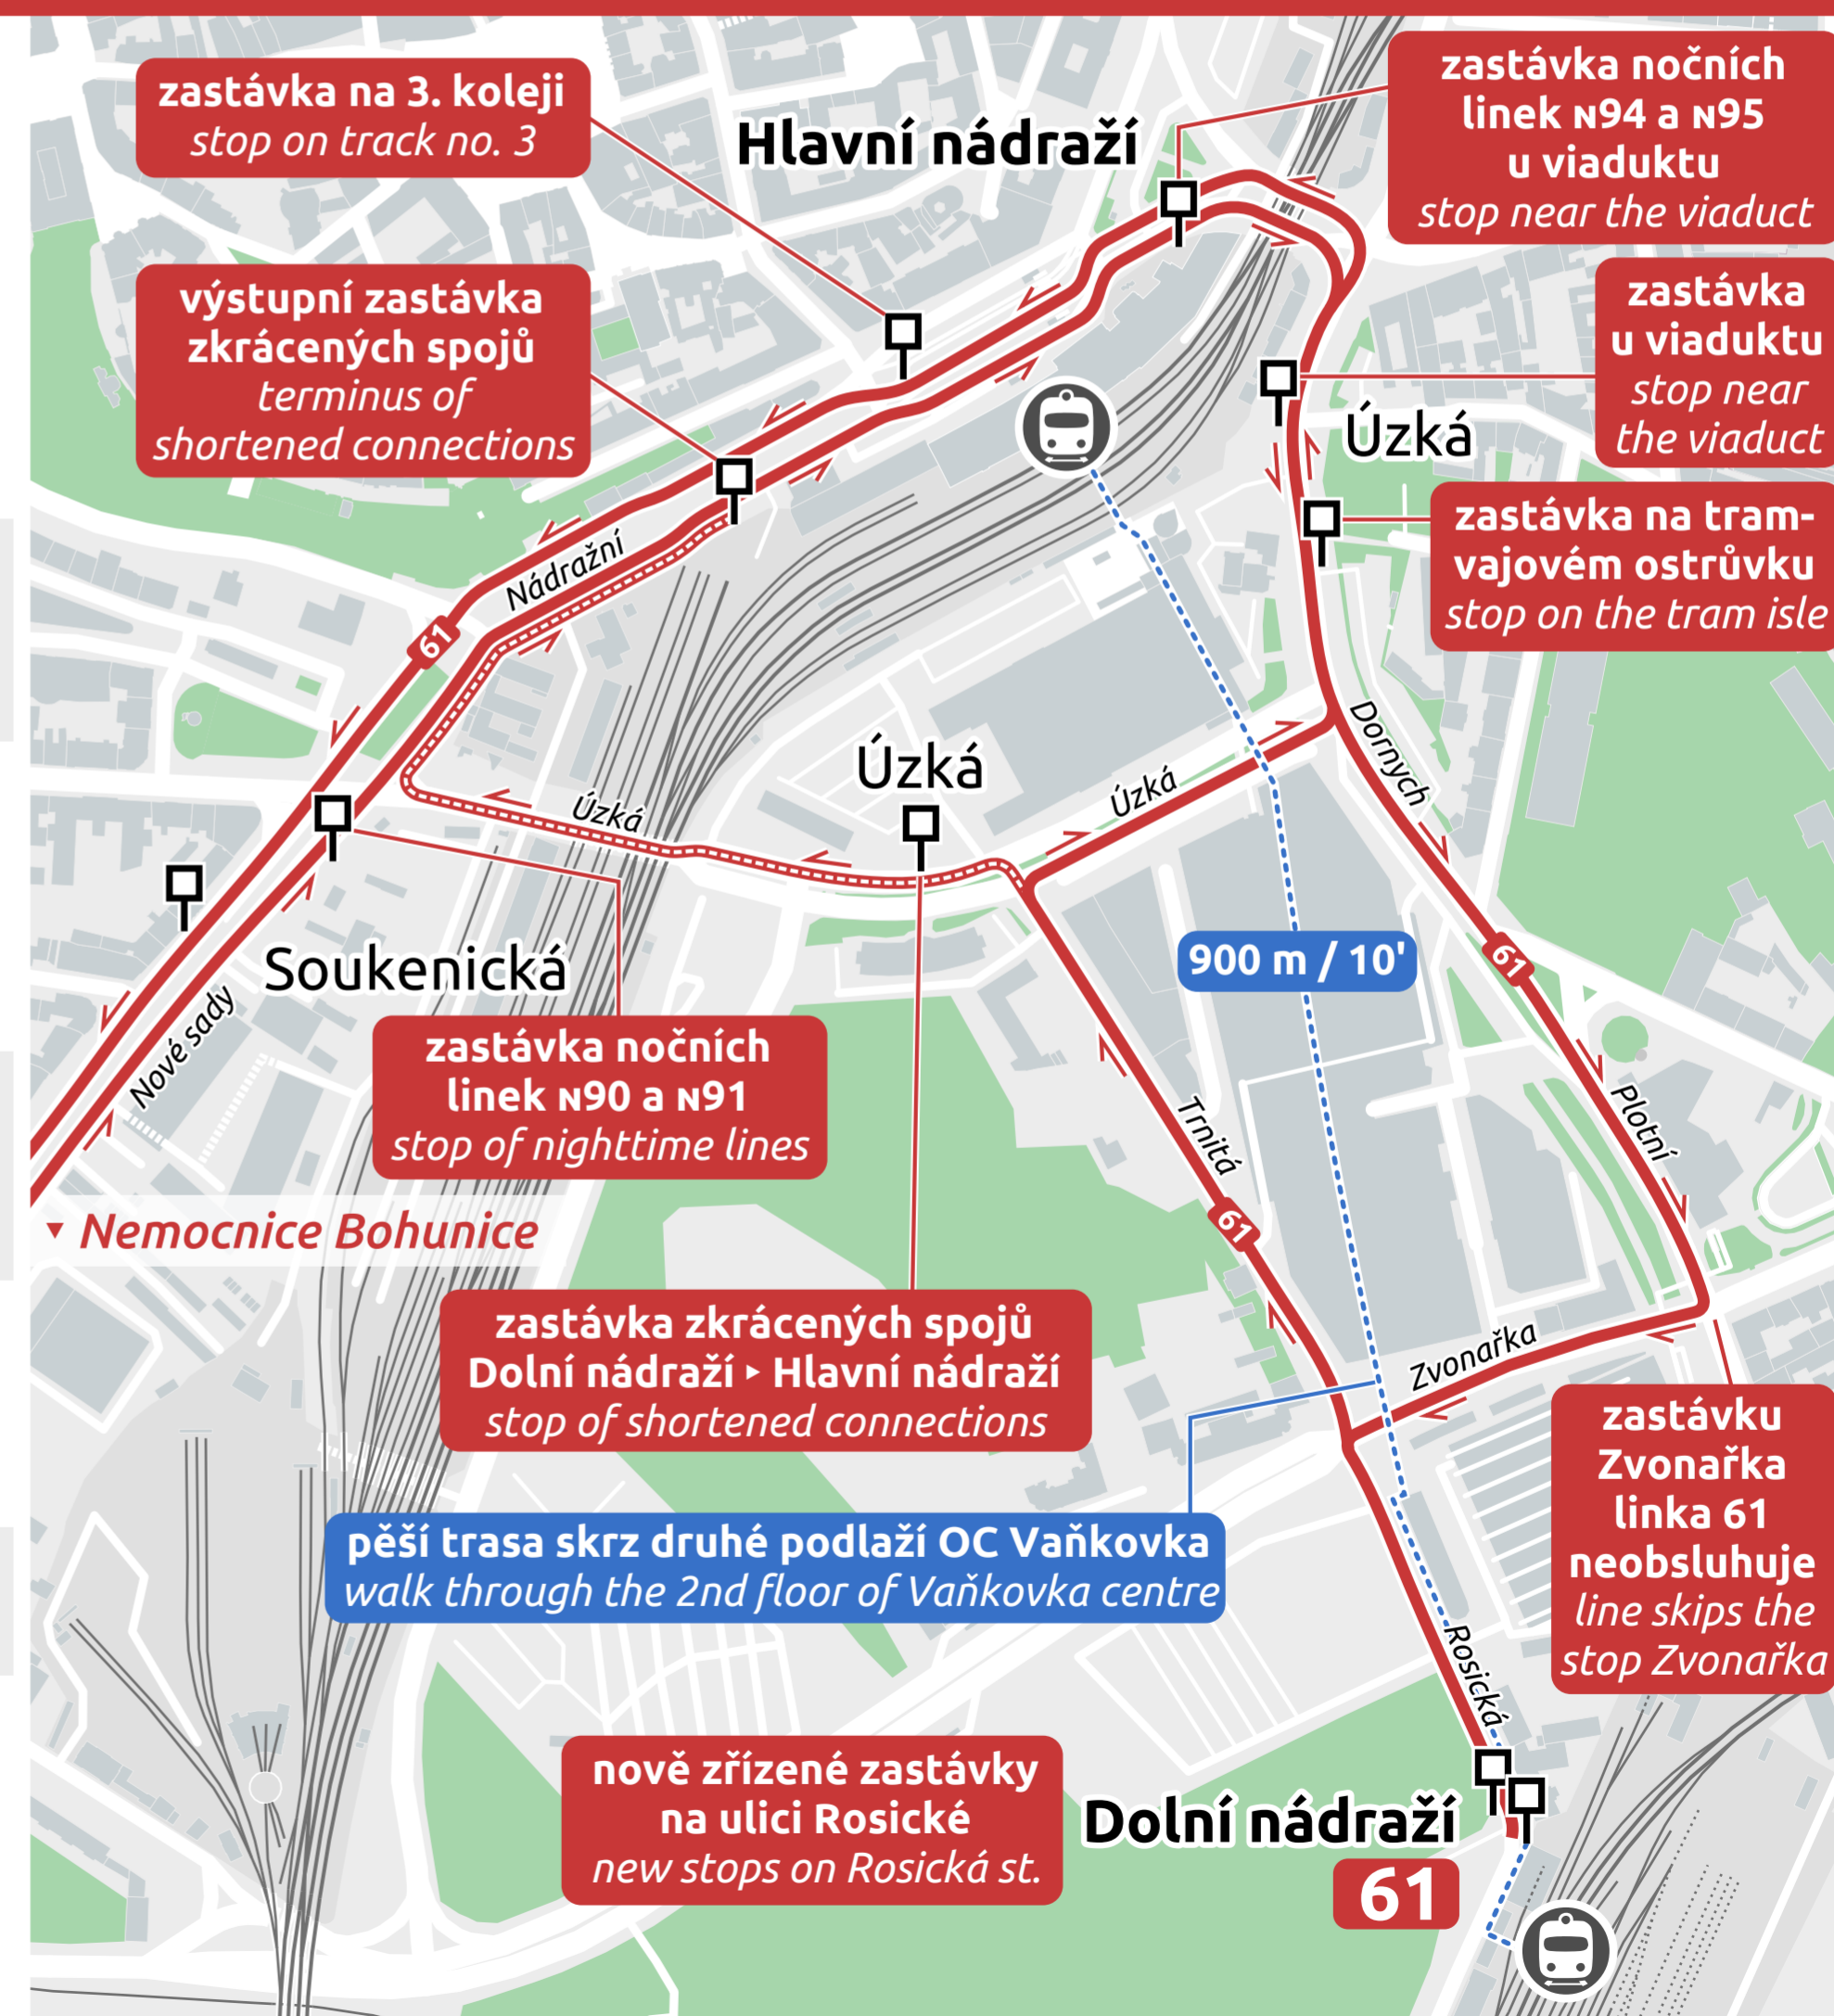 zastávka na 3. koleji
stop on track no. 3
Hlavní nádraží
zastávka nočních
linek N94 a N95
u viaduktu
stop near the viaduct
výstupní zastávka
zkrácených spojů
terminus of
shortened connections
zastávka
u viaduktu
stop near
the viaduct
Úzká
zastávka na tram-
vajovém ostrůvku
stop on the tram isle
Nádražní
61
Dornych
Úzká
Úzká
Úzká
61
900 m / 10'
Soukenická
Nové sady
zastávka nočních
linek N90 a N91
stop of nighttime lines
Trnitá
Plotní
61
▾ Nemocnice Bohunice
zastávka zkrácených spojů
Dolní nádraží ▸ Hlavní nádraží
stop of shortened connections
Zvonařka
zastávku
Zvonařka
linka 61
neobsluhuje
line skips the
stop Zvonařka
pěší trasa skrz druhé podlaží OC Vaňkovka
walk through the 2nd floor of Vaňkovka centre
Rosická
nově zřízené zastávky
na ulici Rosické
new stops on Rosická st.
Dolní nádraží
61